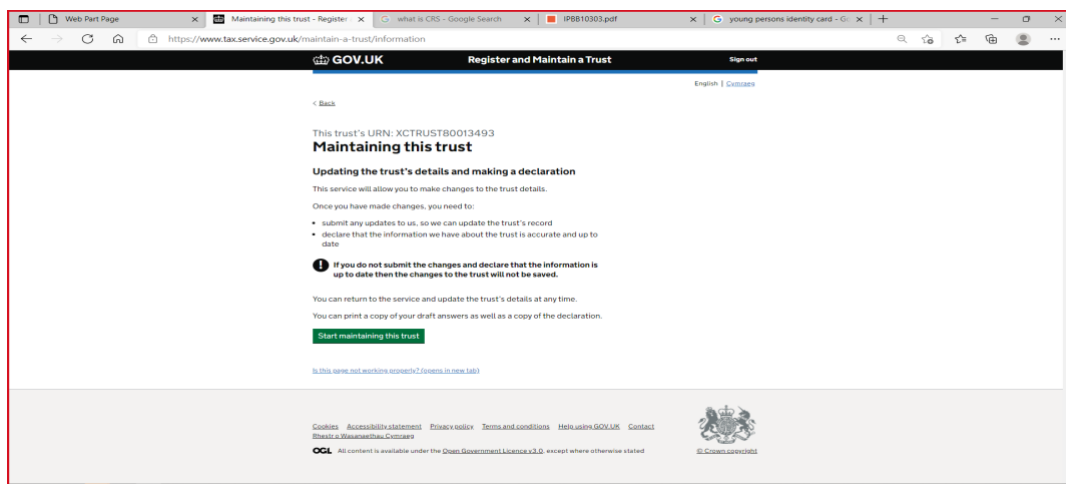 Web Part Page
Maintaining this trust - Register
what is CRS - Google Search
IPBB10303.pdf
young persons identity card - Go
https://www.tax.service.gov.uk/maintain-a-trust/information
GOV.UK
Register and Maintain a Trust
Sign out
English | Cymraeg
< Back
This trust's URN: XCTRUST80013493
Maintaining this trust
Updating the trust's details and making a declaration
This service will allow you to make changes to the trust details.
Once you have made changes, you need to:
• submit any updates to us, so we can update the trust's record
• declare that the information we have about the trust is accurate and up to
date
! If you do not submit the changes and declare that the information is
up to date then the changes to the trust will not be saved.
You can return to the service and update the trust's details at any time.
You can print a copy of your draft answers as well as a copy of the declaration.
Start maintaining this trust
Is this page not working properly? (opens in new tab)
Cookies Accessibility statement Privacy policy Terms and conditions Help using GOV.UK Contact
Rhestr o Wasanaethau Cymraeg
OGL All content is available under the Open Government Licence v3.0, except where otherwise stated
© Crown copyright